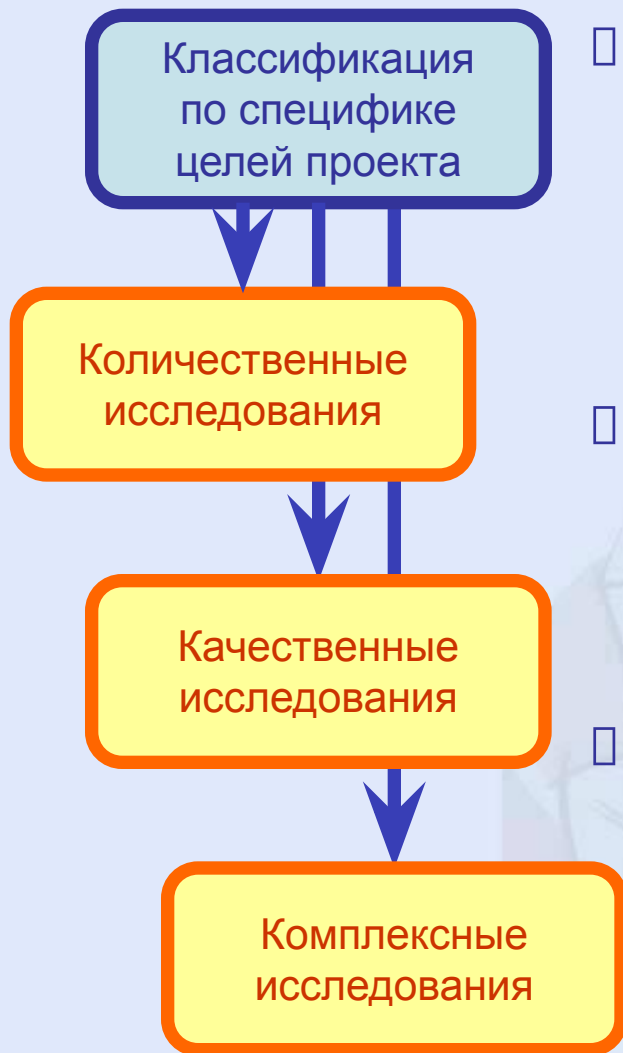 Классификация
по специфике
целей проекта
Количественные
исследования
Качественные
исследования
Комплексные
исследования